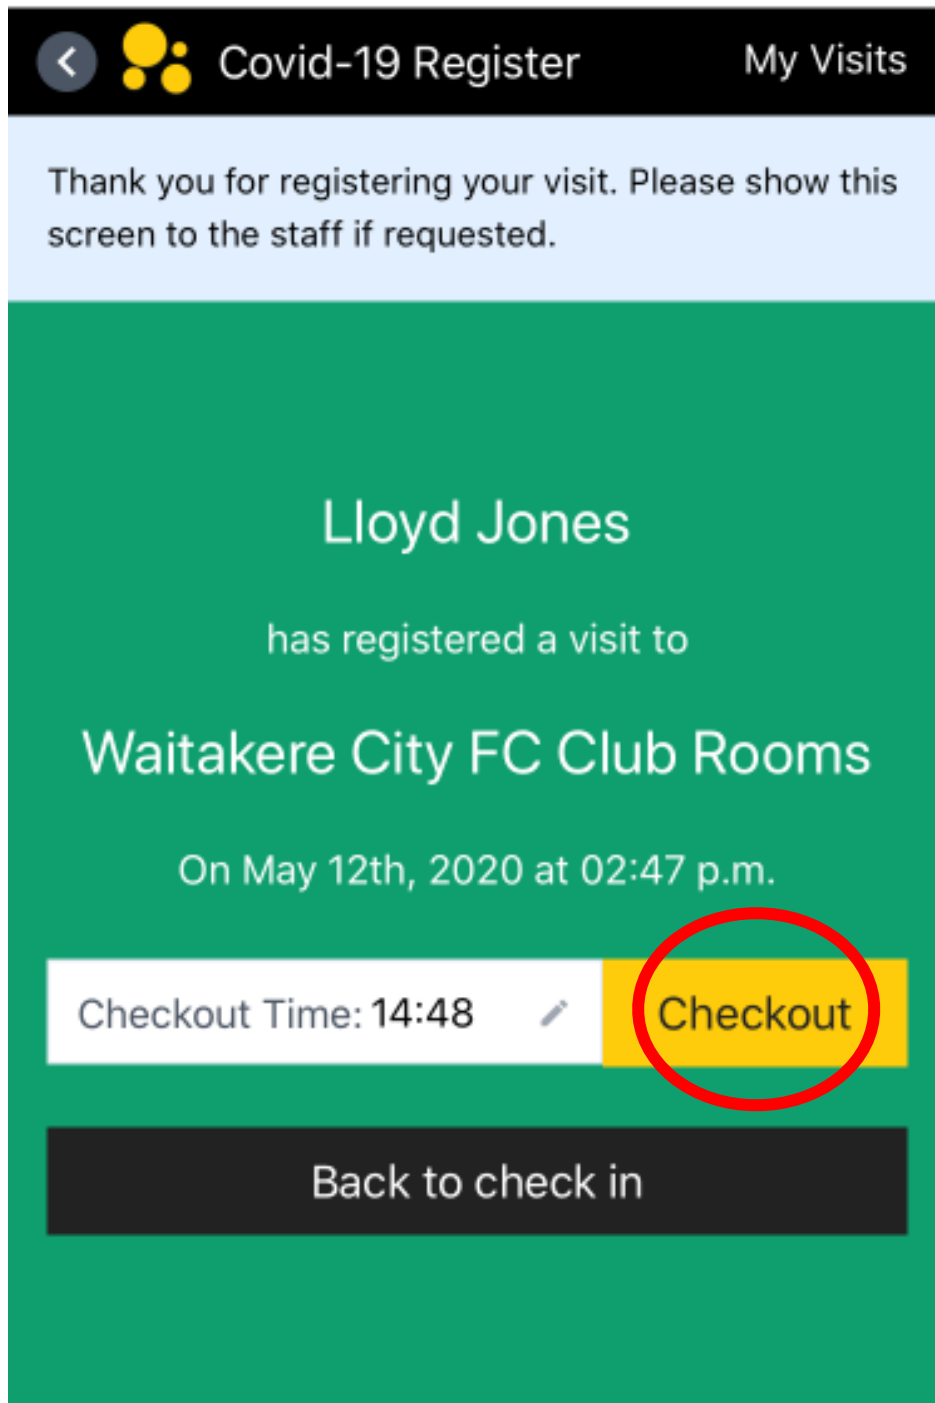 Covid-19 Register
My Visits
Thank you for registering your visit. Please show this
screen to the staff if requested.
Lloyd Jones
has registered a visit to
Waitakere City FC Club Rooms
On May 12th, 2020 at 02:47 p.m.
Checkout Time: 14:48
Checkout
Back to check in